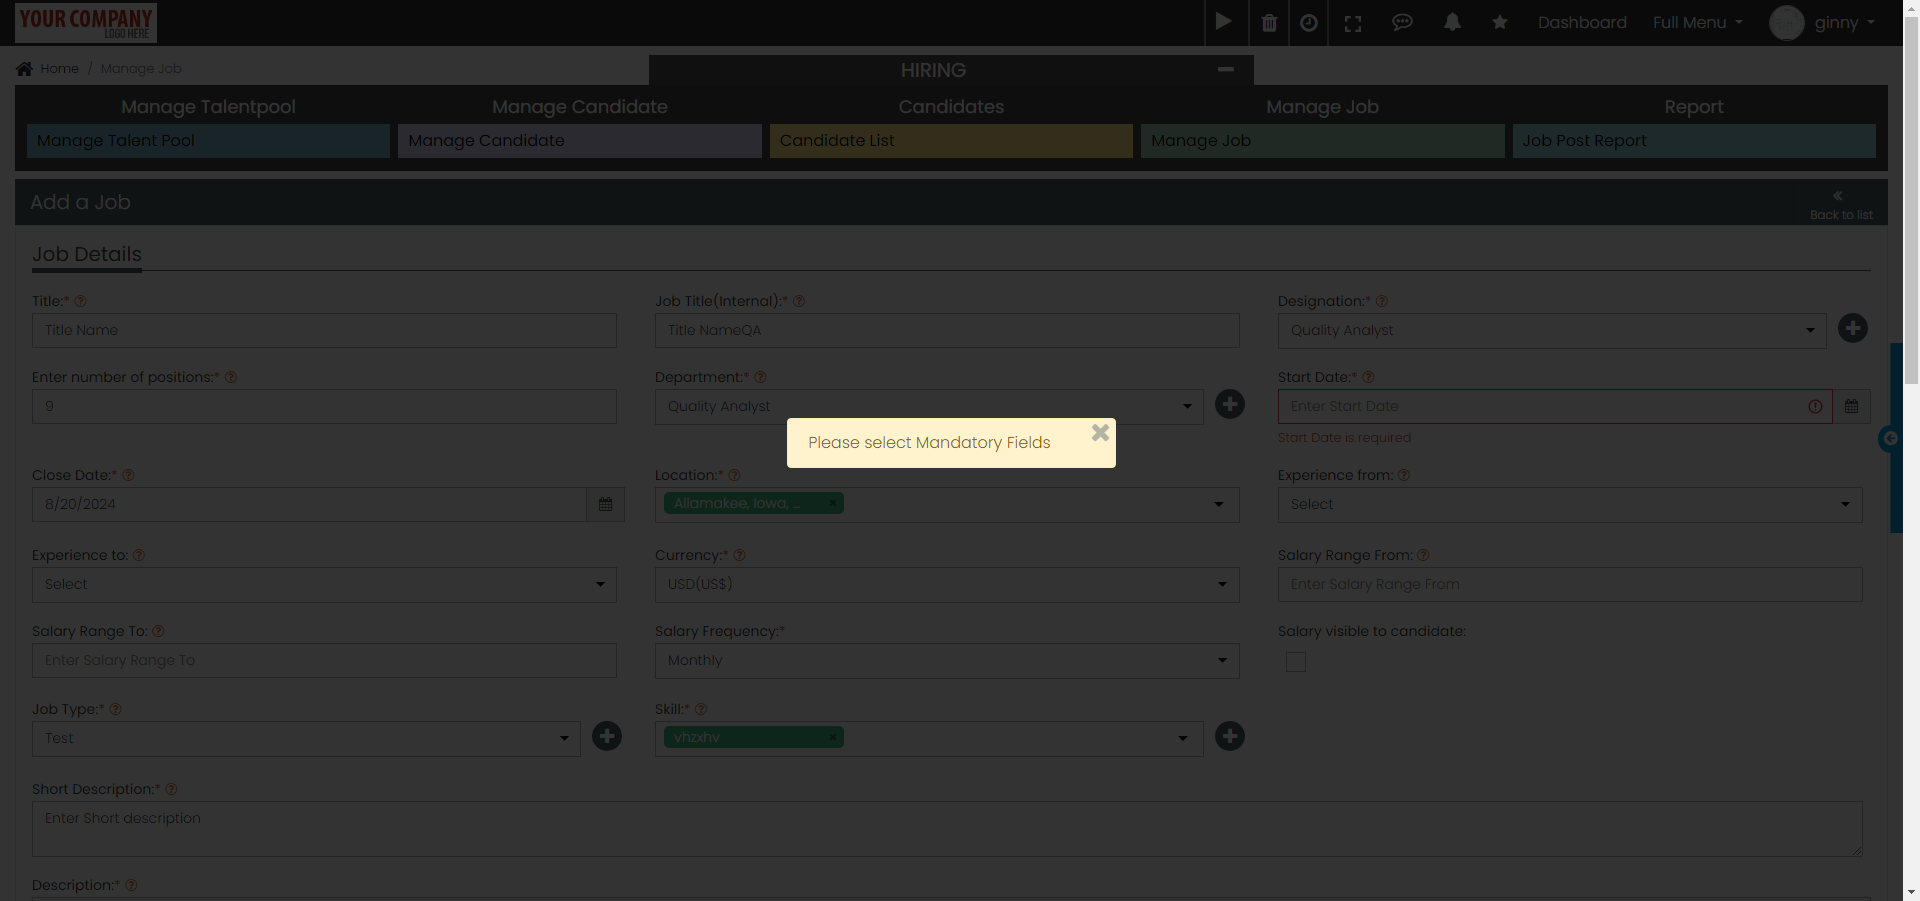 YOUR COMPANY
LOGO HERE
Dashboard
Full Menu
ginny
Home / Manage Job
HIRING
Manage Talentpool
Manage Candidate
Candidates
Manage Job
Report
Manage Talent Pool
Manage Candidate
Candidate List
Manage Job
Job Post Report
Add a Job
Back to list
Job Details
Title:*
Job Title(Internal):*
Designation:*
Title Name
Title NameQA
Quality Analyst
Enter number of positions:*
Department:*
Start Date:*
9
Quality Analyst
Enter Start Date
Start Date is required
Please select Mandatory Fields
Close Date:*
Location:*
Experience from:
8/20/2024
Allamakee, Iowa, ...
Select
Experience to:
Currency:*
Salary Range From:
Select
USD(US$)
Enter Salary Range From
Salary Range To:
Salary Frequency:*
Salary visible to candidate:
Enter Salary Range To
Monthly
Job Type:*
Skill:*
Test
vhzxhv
Short Description:*
Enter Short description
Description:*